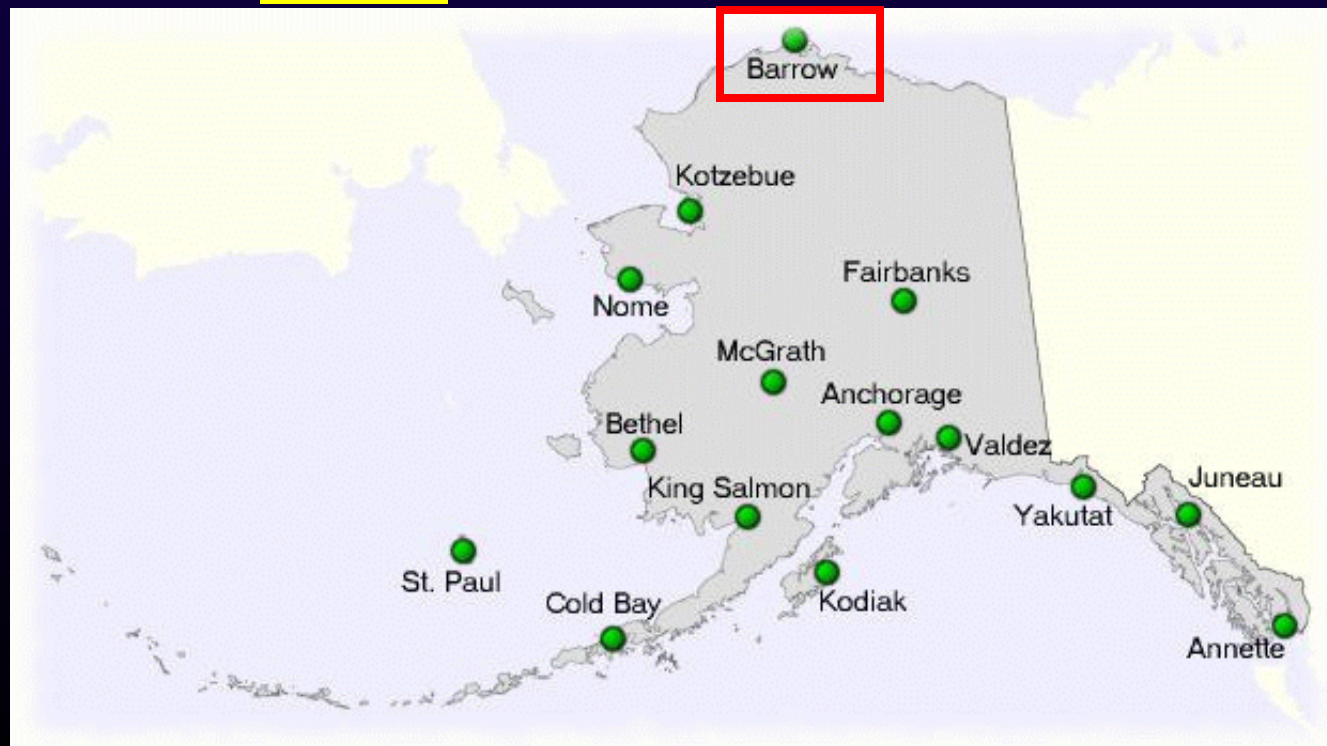 Barrow
Kotzebue
Fairbanks
Nome
McGrath
Anchorage
Bethel
Valdez
Juneau
King Salmon
Yakutat
St. Paul
Cold Bay
Kodiak
Annette